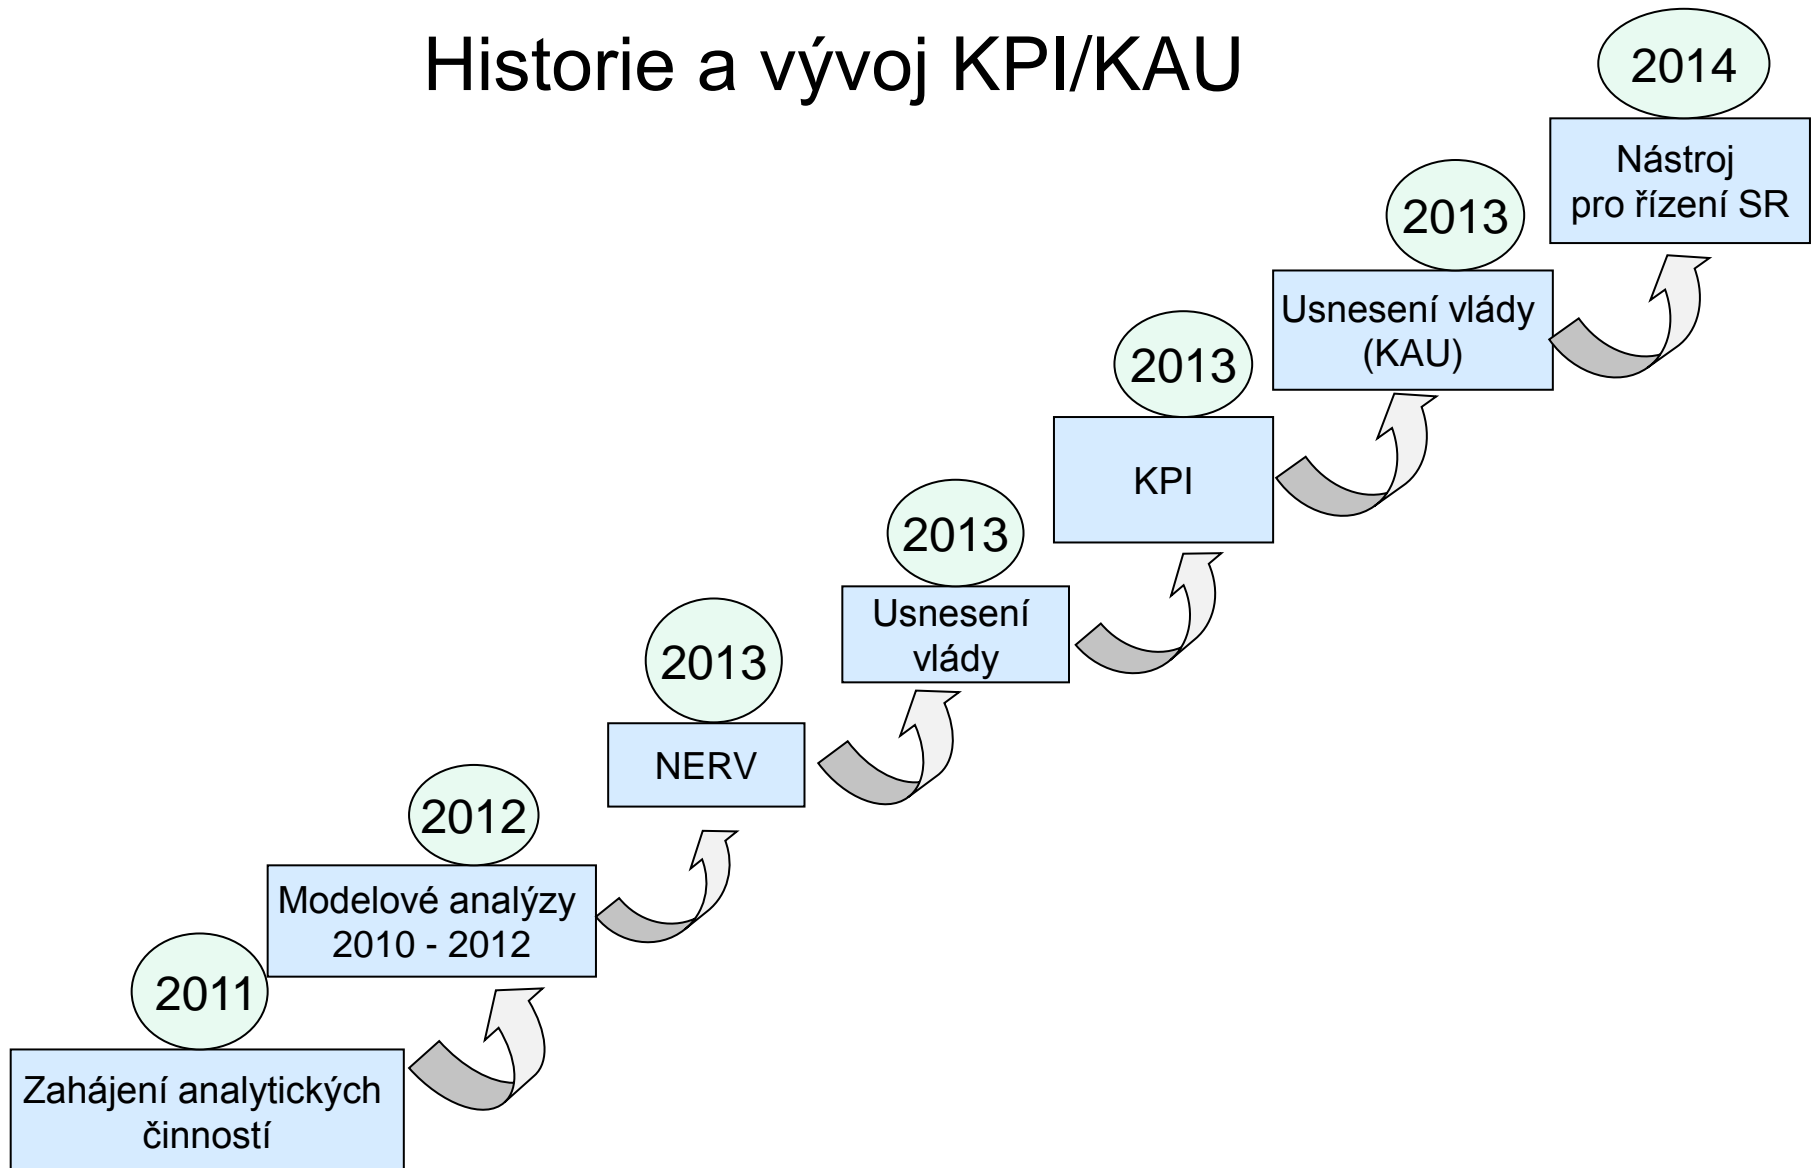 Historie a vývoj KPI/KAU
2014
Nástroj
pro řízení SR
2013
Usnesení vlády
(KAU)
2013
KPI
2013
Usnesení
vlády
2013
NERV
2012
Modelové analýzy
2010 - 2012
2011
Zahájení analytických
činností